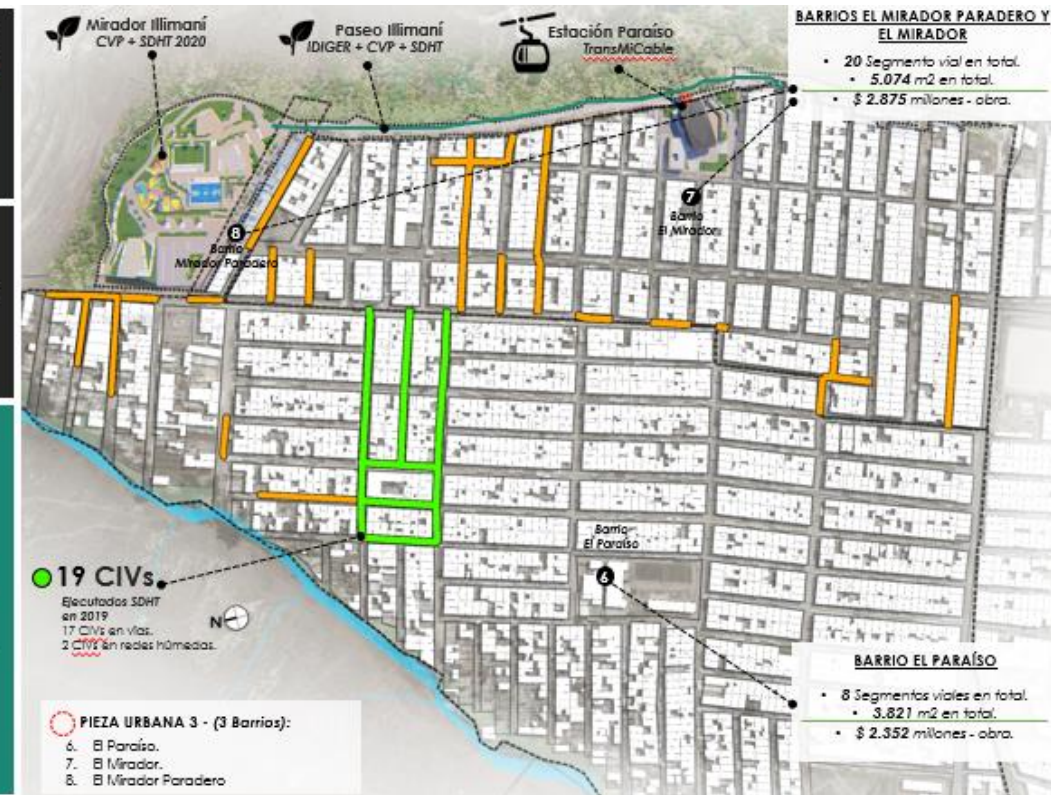 Mirador Illimaní
CVP + SDHT 2020
Paseo Illimaní
IDIGER + CVP + SDHT
Estación Paraíso
TransMiCable
BARRIOS EL MIRADOR PARADERO Y
EL MIRADOR
• 20 Segmento vial en total.
• 5.074 m2 en total.
• $ 2.875 millones - obra.
7
Barrio
El Mirador
8
Barrio
Mirador Paradero
Barrio
El Paraíso
6
19 CIVs
Ejecutados SDHT
en 2019
17 CIVs en vías.
2 CIVs en redes húmedas.
N
BARRIO EL PARAÍSO
• 8 Segmentos viales en total.
• 3.821 m2 en total.
• $ 2.352 millones - obra.
PIEZA URBANA 3 - (3 Barrios):
6. El Paraíso.
7. El Mirador.
8. El Mirador Paradero